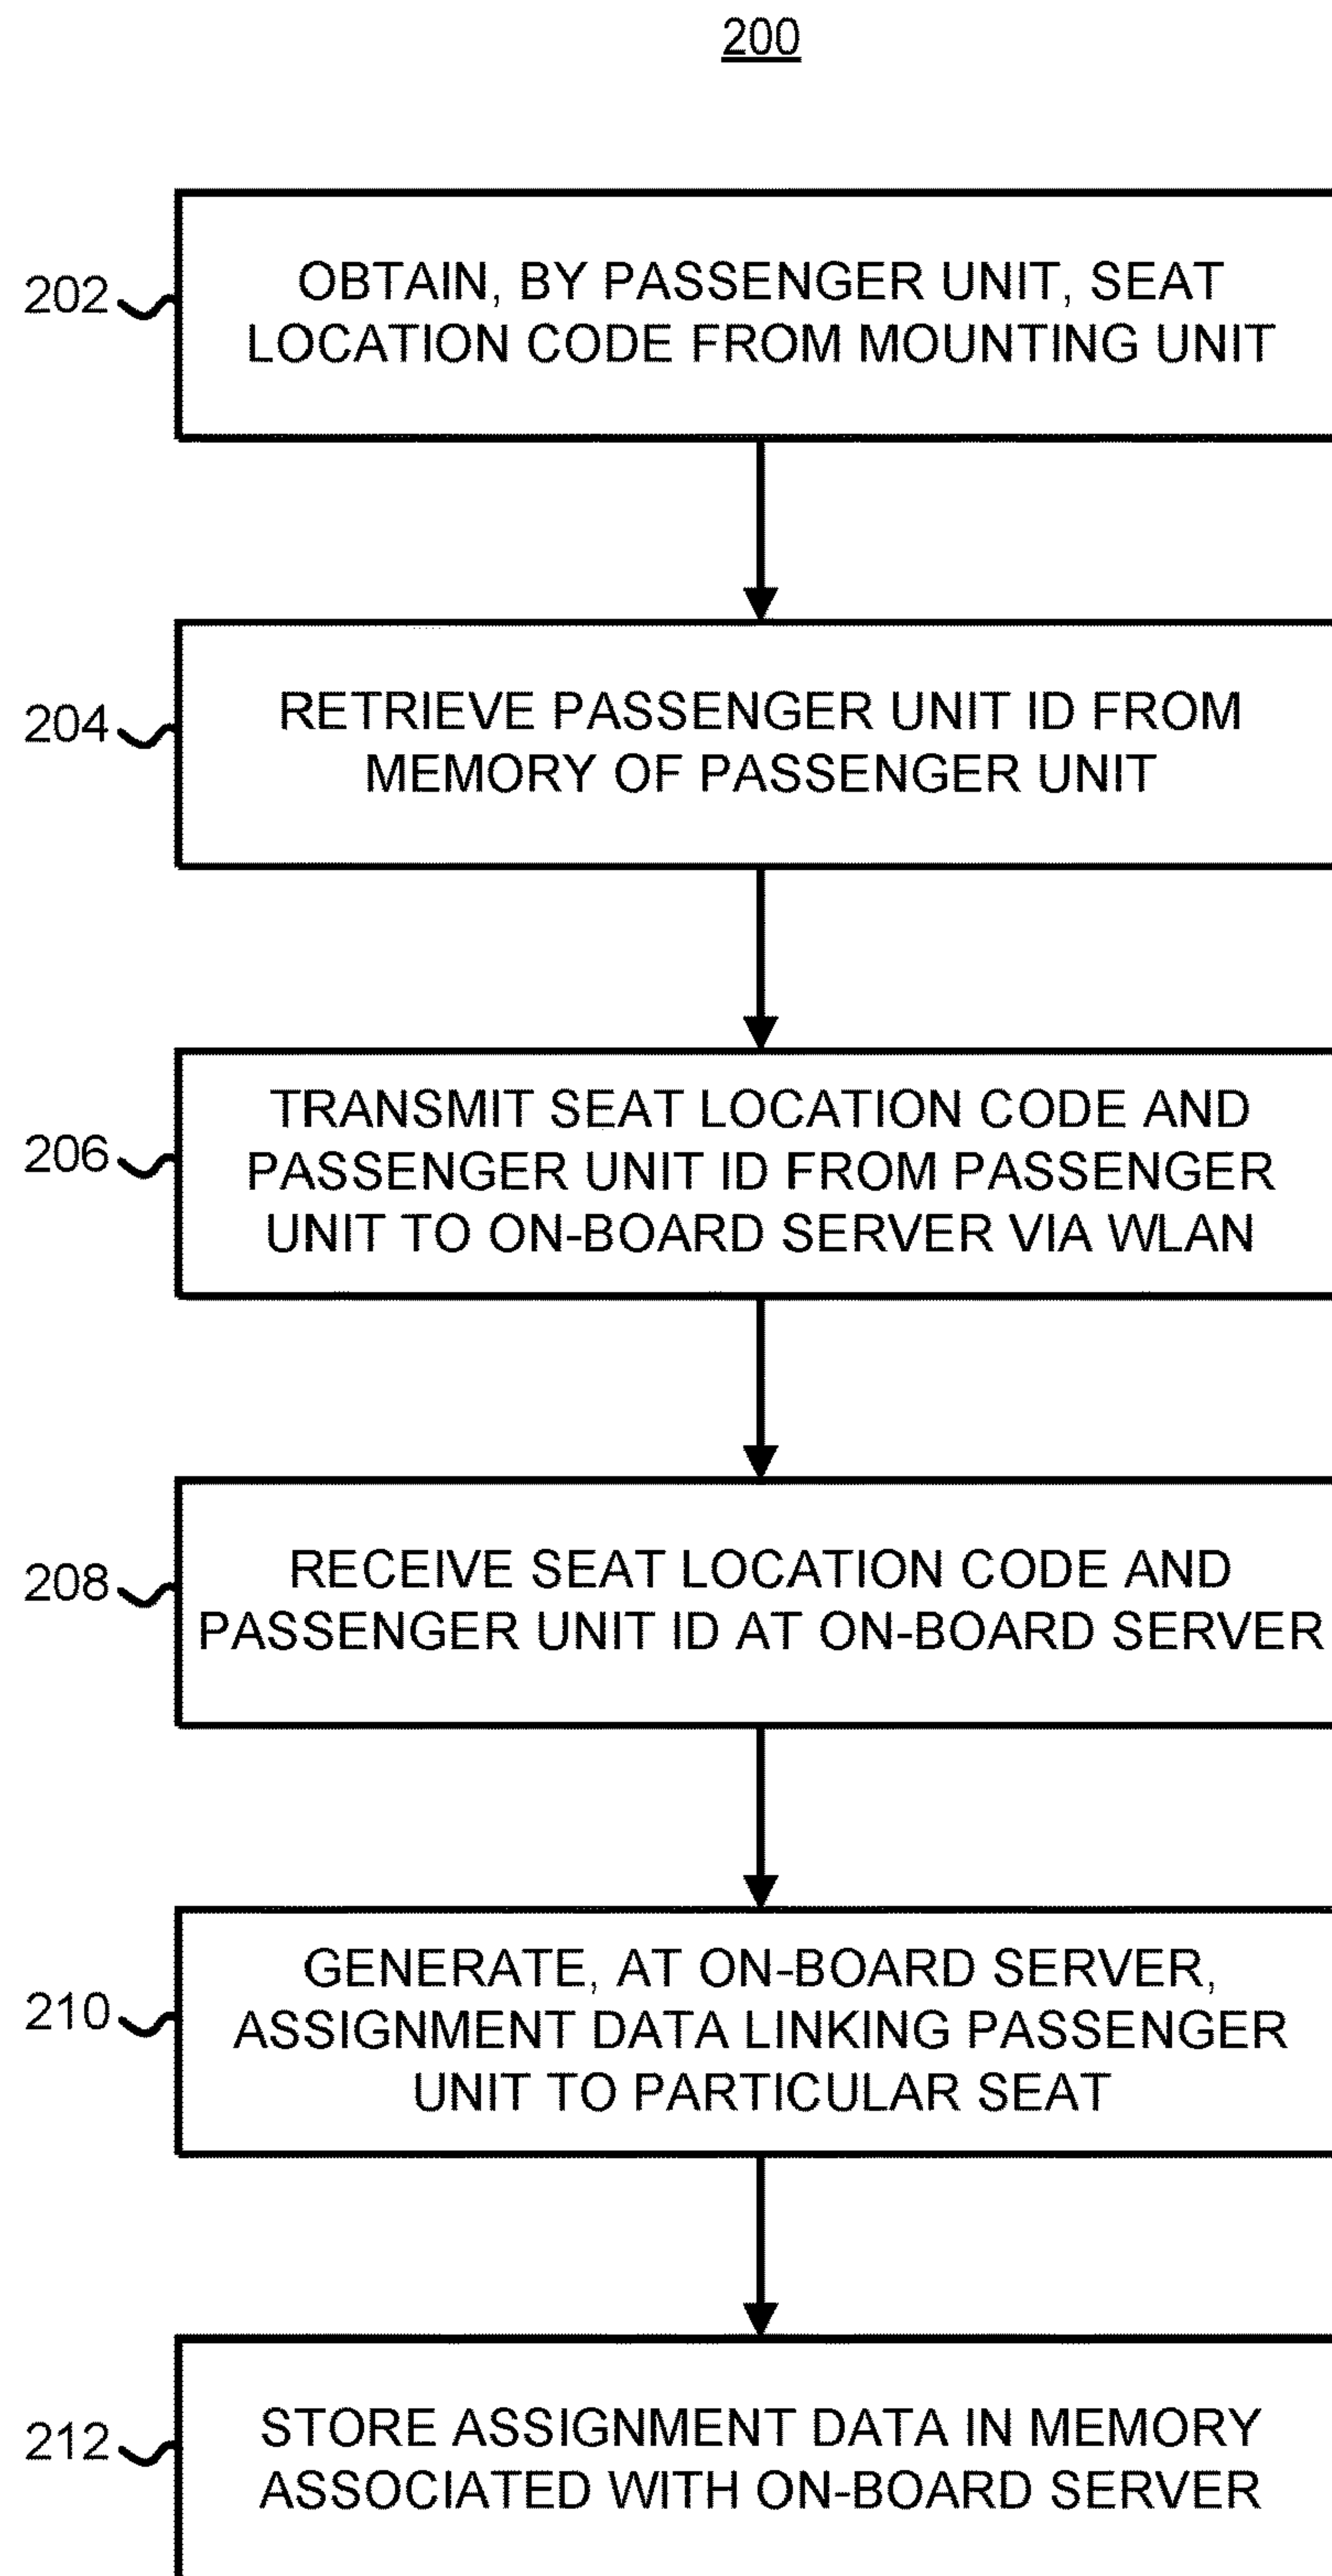 200
202
OBTAIN, BY PASSENGER UNIT, SEAT
LOCATION CODE FROM MOUNTING UNIT
204
RETRIEVE PASSENGER UNIT ID FROM
MEMORY OF PASSENGER UNIT
206
TRANSMIT SEAT LOCATION CODE AND
PASSENGER UNIT ID FROM PASSENGER
UNIT TO ON-BOARD SERVER VIA WLAN
208
RECEIVE SEAT LOCATION CODE AND
PASSENGER UNIT ID AT ON-BOARD SERVER
210
GENERATE, AT ON-BOARD SERVER,
ASSIGNMENT DATA LINKING PASSENGER
UNIT TO PARTICULAR SEAT
212
STORE ASSIGNMENT DATA IN MEMORY
ASSOCIATED WITH ON-BOARD SERVER